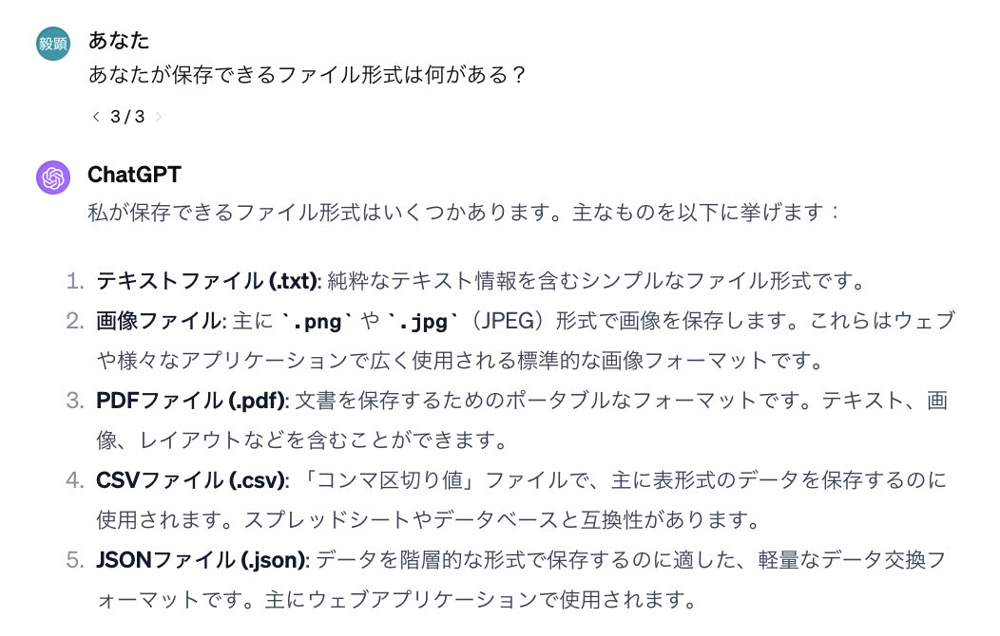 毅顕
あなた
あなたが保存できるファイル形式は何がある？
< 3 / 3 >
ChatGPT
私が保存できるファイル形式はいくつかあります。主なものを以下に挙げます：
1. テキストファイル (.txt): 純粋なテキスト情報を含むシンプルなファイル形式です。
2. 画像ファイル: 主に `.png` や `.jpg`（JPEG）形式で画像を保存します。これらはウェブ
や様々なアプリケーションで広く使用される標準的な画像フォーマットです。
3. PDFファイル (.pdf): 文書を保存するためのポータブルなフォーマットです。テキスト、画
像、レイアウトなどを含むことができます。
4. CSVファイル (.csv): 「コンマ区切り値」ファイルで、主に表形式のデータを保存するのに
使用されます。スプレッドシートやデータベースと互換性があります。
5. JSONファイル (.json): データを階層的な形式で保存するのに適した、軽量なデータ交換フ
ォーマットです。主にウェブアプリケーションで使用されます。